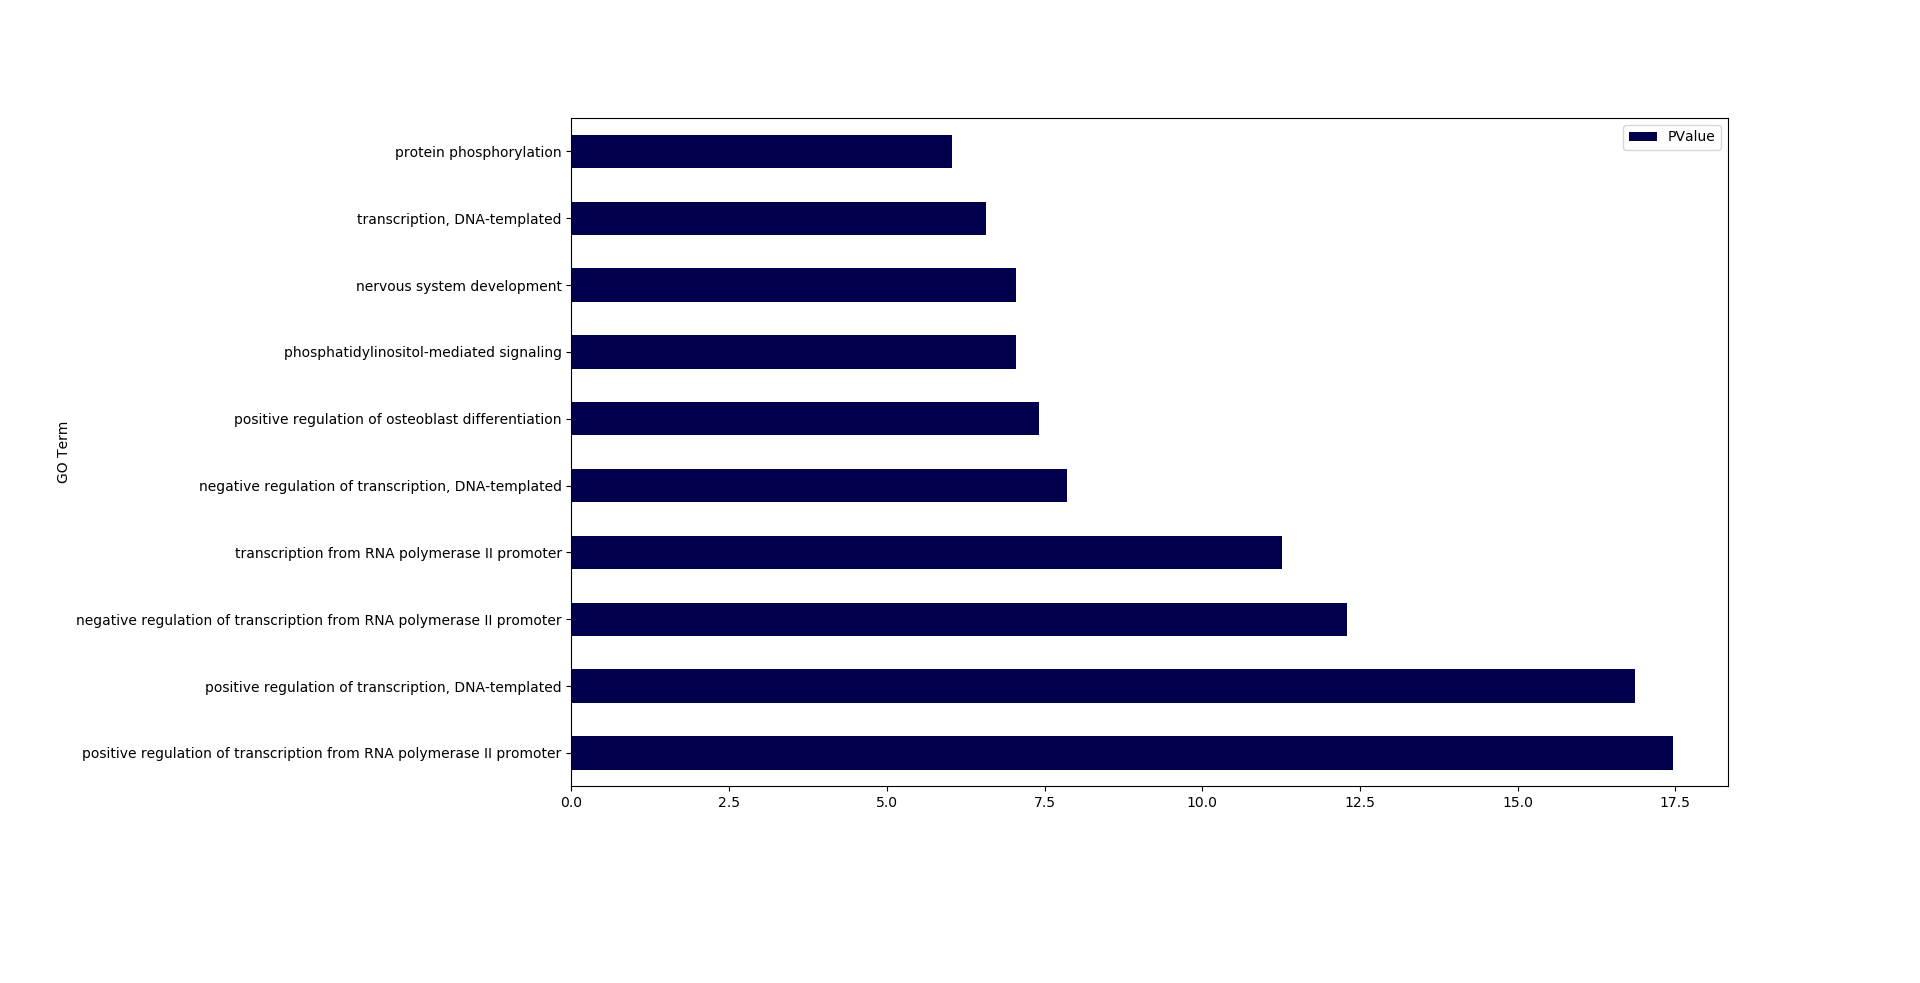 PValue
protein phosphorylation
transcription, DNA-templated
nervous system development
phosphatidylinositol-mediated signaling
positive regulation of osteoblast differentiation
GO Term
negative regulation of transcription, DNA-templated
transcription from RNA polymerase II promoter
negative regulation of transcription from RNA polymerase II promoter
positive regulation of transcription, DNA-templated
positive regulation of transcription from RNA polymerase II promoter
0.0 2.5 5.0 7.5 10.0 12.5 15.0 17.5